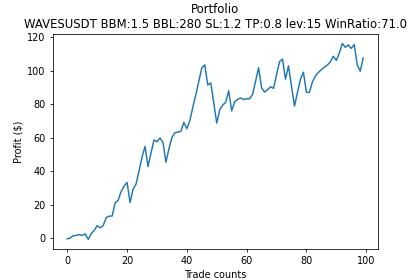 Portfolio
WAVESUSDT BBM:1.5 BBL:280 SL:1.2 TP:0.8 lev:15 WinRatio:71.0
120
100
80
60
40
20
0
Profit ($)
0 20 40 60 80 100
Trade counts